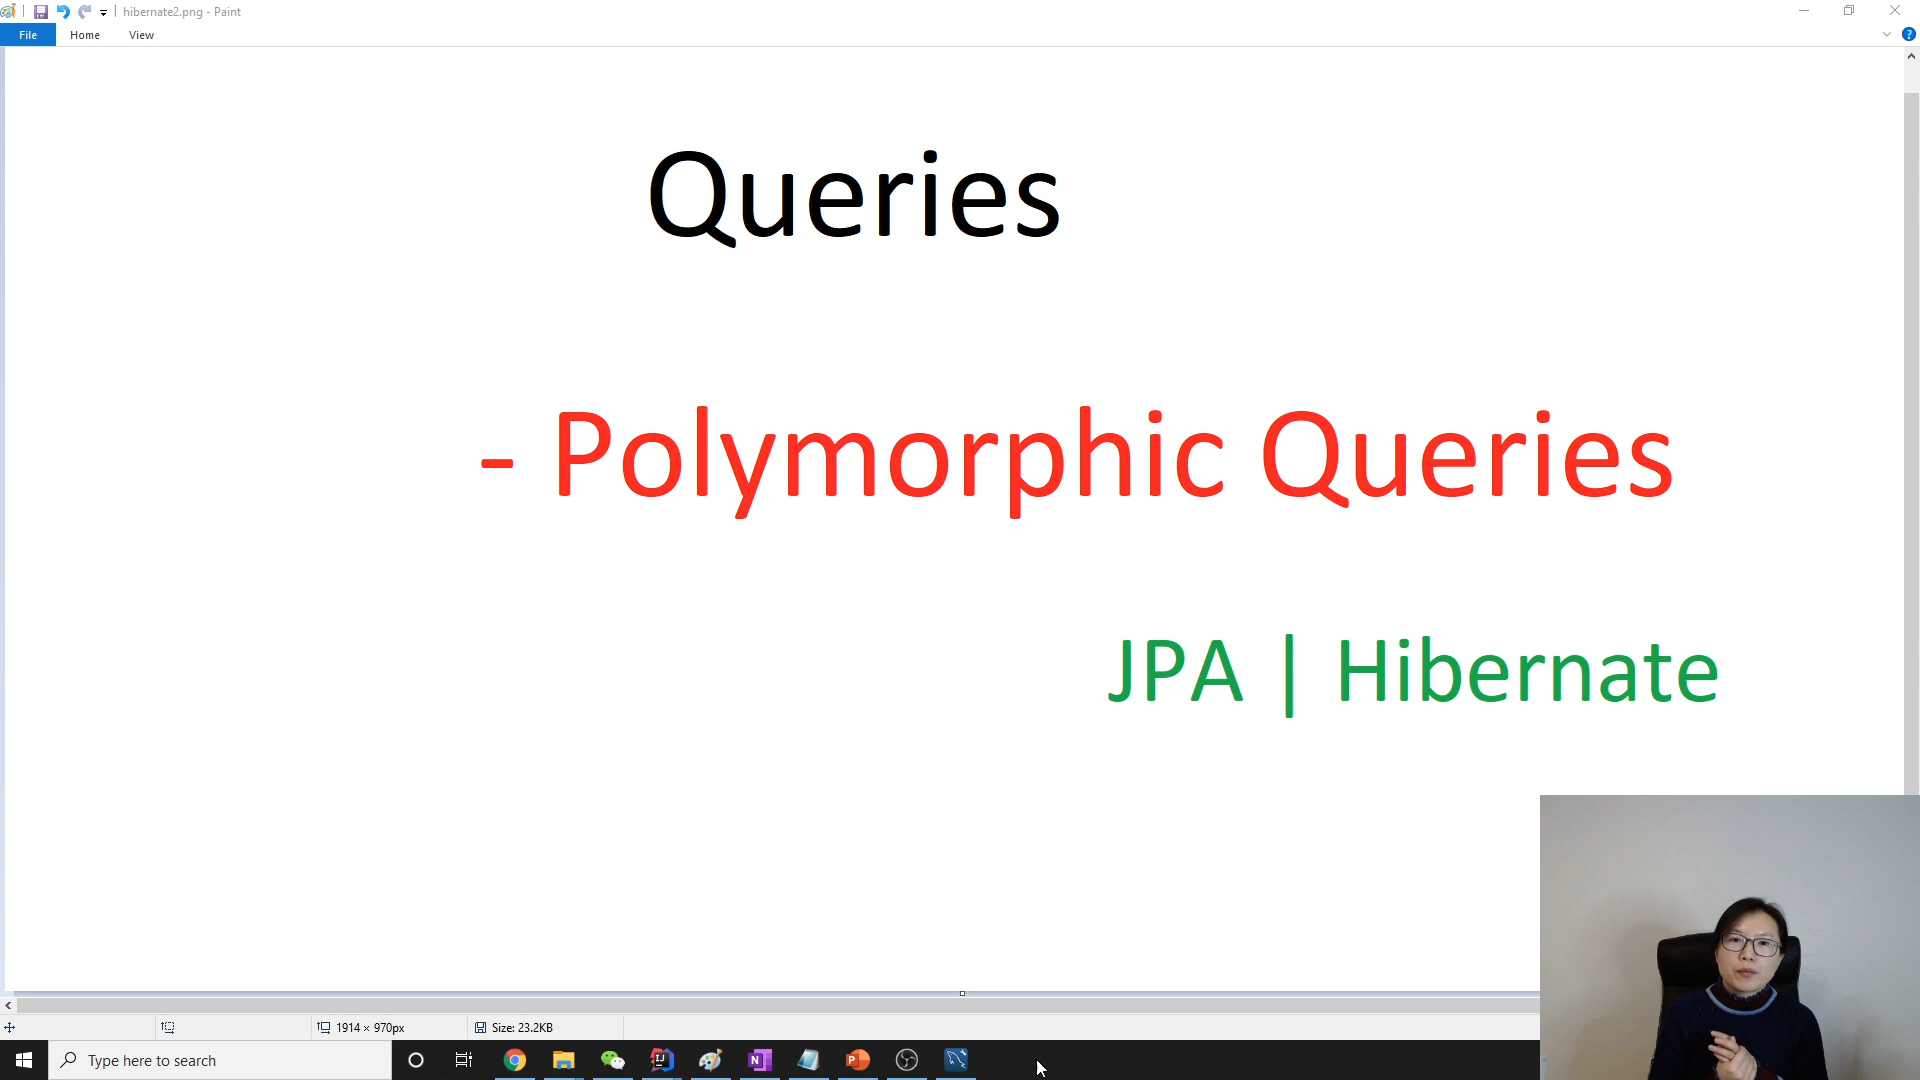 hibernate2.png - Paint
File Home View
Queries
- Polymorphic Queries
JPA | Hibernate
1914 × 970px Size: 23.2KB
Type here to search